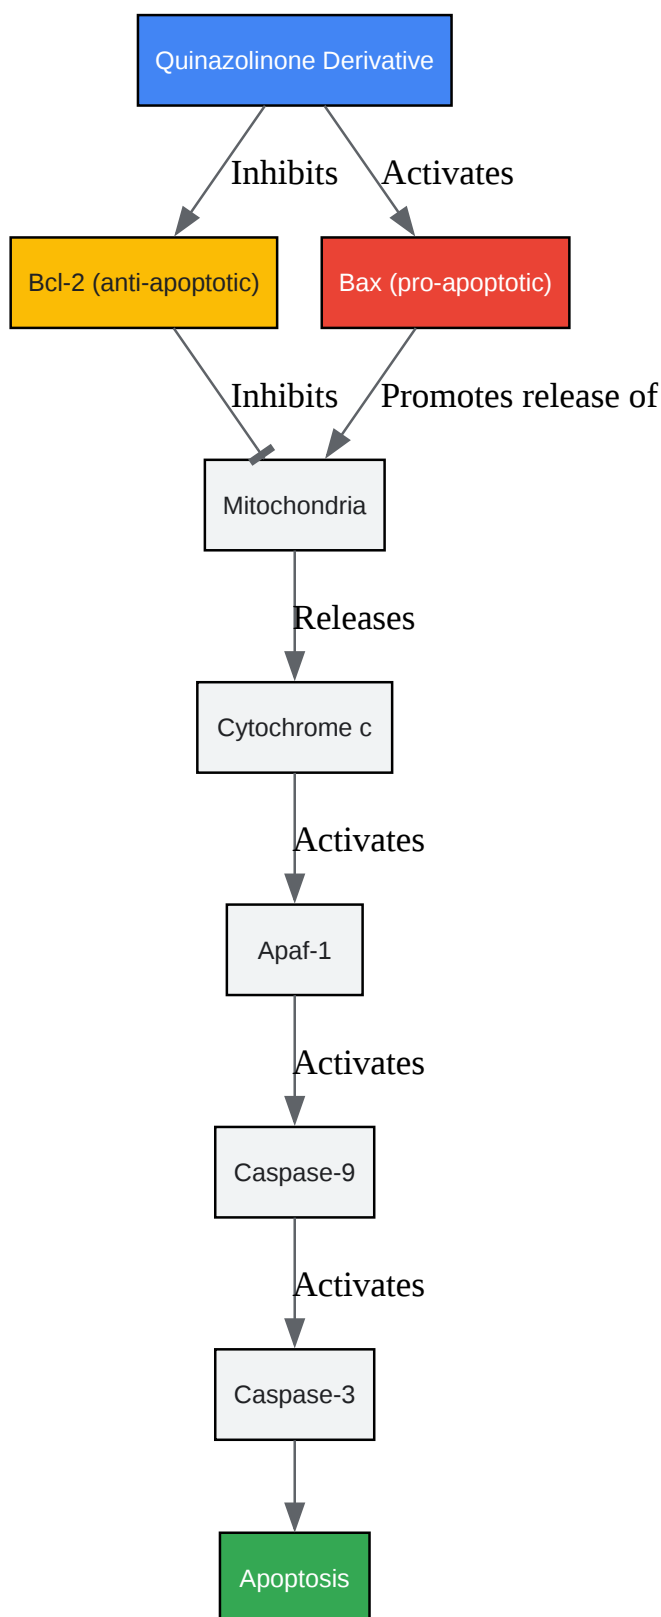 Quinazolinone Derivative
Inhibits
Activates
Bcl-2 (anti-apoptotic)
Bax (pro-apoptotic)
Inhibits
Promotes release of
Mitochondria
Releases
Cytochrome c
Activates
Apaf-1
Activates
Caspase-9
Activates
Caspase-3
Apoptosis